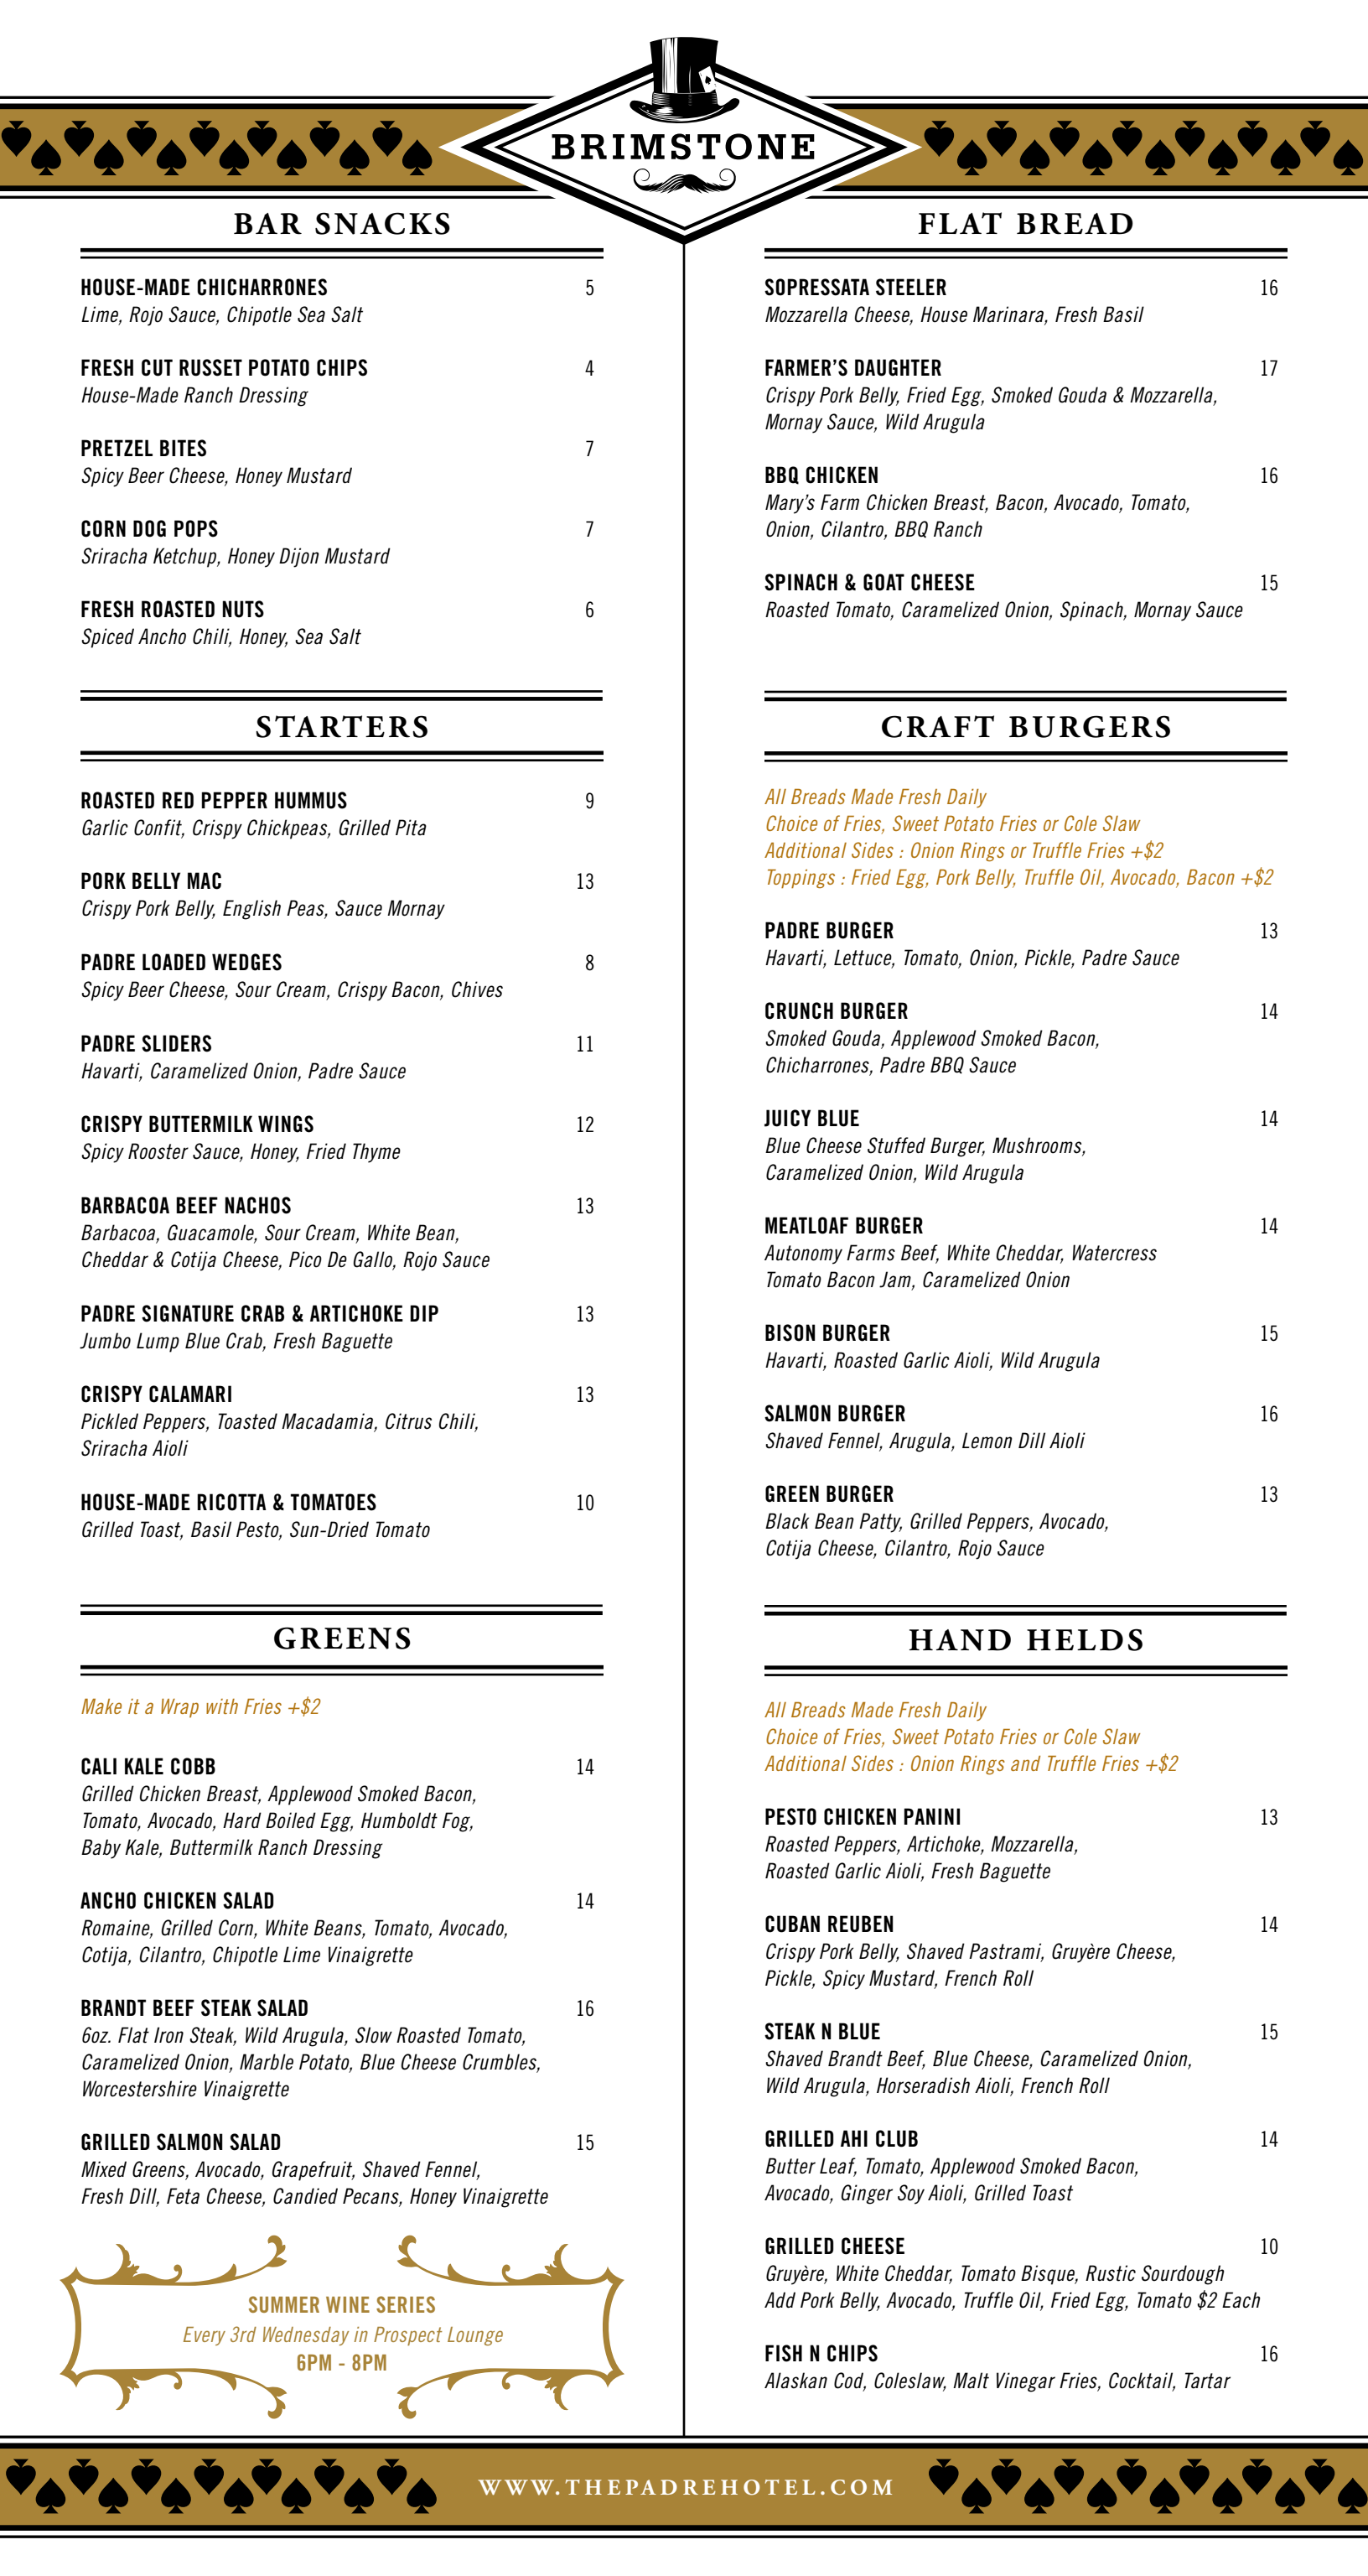 BRIMSTONE
BAR SNACKS
HOUSE-MADE CHICHARRONES 5
Lime, Rojo Sauce, Chipotle Sea Salt
FRESH CUT RUSSET POTATO CHIPS 4
House-Made Ranch Dressing
PRETZEL BITES 7
Spicy Beer Cheese, Honey Mustard
CORN DOG POPS 7
Sriracha Ketchup, Honey Dijon Mustard
FRESH ROASTED NUTS 6
Spiced Ancho Chili, Honey, Sea Salt
STARTERS
ROASTED RED PEPPER HUMMUS 9
Garlic Confit, Crispy Chickpeas, Grilled Pita
PORK BELLY MAC 13
Crispy Pork Belly, English Peas, Sauce Mornay
PADRE LOADED WEDGES 8
Spicy Beer Cheese, Sour Cream, Crispy Bacon, Chives
PADRE SLIDERS 11
Havarti, Caramelized Onion, Padre Sauce
CRISPY BUTTERMILK WINGS 12
Spicy Rooster Sauce, Honey, Fried Thyme
BARBACOA BEEF NACHOS 13
Barbacoa, Guacamole, Sour Cream, White Bean,
Cheddar & Cotija Cheese, Pico De Gallo, Rojo Sauce
PADRE SIGNATURE CRAB & ARTICHOKE DIP 13
Jumbo Lump Blue Crab, Fresh Baguette
CRISPY CALAMARI 13
Pickled Peppers, Toasted Macadamia, Citrus Chili,
Sriracha Aioli
HOUSE-MADE RICOTTA & TOMATOES 10
Grilled Toast, Basil Pesto, Sun-Dried Tomato
GREENS
Make it a Wrap with Fries +$2
CALI KALE COBB 14
Grilled Chicken Breast, Applewood Smoked Bacon,
Tomato, Avocado, Hard Boiled Egg, Humboldt Fog,
Baby Kale, Buttermilk Ranch Dressing
ANCHO CHICKEN SALAD 14
Romaine, Grilled Corn, White Beans, Tomato, Avocado,
Cotija, Cilantro, Chipotle Lime Vinaigrette
BRANDT BEEF STEAK SALAD 16
6oz. Flat Iron Steak, Wild Arugula, Slow Roasted Tomato,
Caramelized Onion, Marble Potato, Blue Cheese Crumbles,
Worcestershire Vinaigrette
GRILLED SALMON SALAD 15
Mixed Greens, Avocado, Grapefruit, Shaved Fennel,
Fresh Dill, Feta Cheese, Candied Pecans, Honey Vinaigrette
SUMMER WINE SERIES
Every 3rd Wednesday in Prospect Lounge
6PM - 8PM
FLAT BREAD
SOPRESSATA STEELER 16
Mozzarella Cheese, House Marinara, Fresh Basil
FARMER'S DAUGHTER 17
Crispy Pork Belly, Fried Egg, Smoked Gouda & Mozzarella,
Mornay Sauce, Wild Arugula
BBQ CHICKEN 16
Mary's Farm Chicken Breast, Bacon, Avocado, Tomato,
Onion, Cilantro, BBQ Ranch
SPINACH & GOAT CHEESE 15
Roasted Tomato, Caramelized Onion, Spinach, Mornay Sauce
CRAFT BURGERS
All Breads Made Fresh Daily
Choice of Fries, Sweet Potato Fries or Cole Slaw
Additional Sides : Onion Rings or Truffle Fries +$2
Toppings : Fried Egg, Pork Belly, Truffle Oil, Avocado, Bacon +$2
PADRE BURGER 13
Havarti, Lettuce, Tomato, Onion, Pickle, Padre Sauce
CRUNCH BURGER 14
Smoked Gouda, Applewood Smoked Bacon,
Chicharrones, Padre BBQ Sauce
JUICY BLUE 14
Blue Cheese Stuffed Burger, Mushrooms,
Caramelized Onion, Wild Arugula
MEATLOAF BURGER 14
Autonomy Farms Beef, White Cheddar, Watercress
Tomato Bacon Jam, Caramelized Onion
BISON BURGER 15
Havarti, Roasted Garlic Aioli, Wild Arugula
SALMON BURGER 16
Shaved Fennel, Arugula, Lemon Dill Aioli
GREEN BURGER 13
Black Bean Patty, Grilled Peppers, Avocado,
Cotija Cheese, Cilantro, Rojo Sauce
HAND HELDS
All Breads Made Fresh Daily
Choice of Fries, Sweet Potato Fries or Cole Slaw
Additional Sides : Onion Rings and Truffle Fries +$2
PESTO CHICKEN PANINI 13
Roasted Peppers, Artichoke, Mozzarella,
Roasted Garlic Aioli, Fresh Baguette
CUBAN REUBEN 14
Crispy Pork Belly, Shaved Pastrami, Gruyère Cheese,
Pickle, Spicy Mustard, French Roll
STEAK N BLUE 15
Shaved Brandt Beef, Blue Cheese, Caramelized Onion,
Wild Arugula, Horseradish Aioli, French Roll
GRILLED AHI CLUB 14
Butter Leaf, Tomato, Applewood Smoked Bacon,
Avocado, Ginger Soy Aioli, Grilled Toast
GRILLED CHEESE 10
Gruyère, White Cheddar, Tomato Bisque, Rustic Sourdough
Add Pork Belly, Avocado, Truffle Oil, Fried Egg, Tomato $2 Each
FISH N CHIPS 16
Alaskan Cod, Coleslaw, Malt Vinegar Fries, Cocktail, Tartar
WWW.THEPADREHOTEL.COM